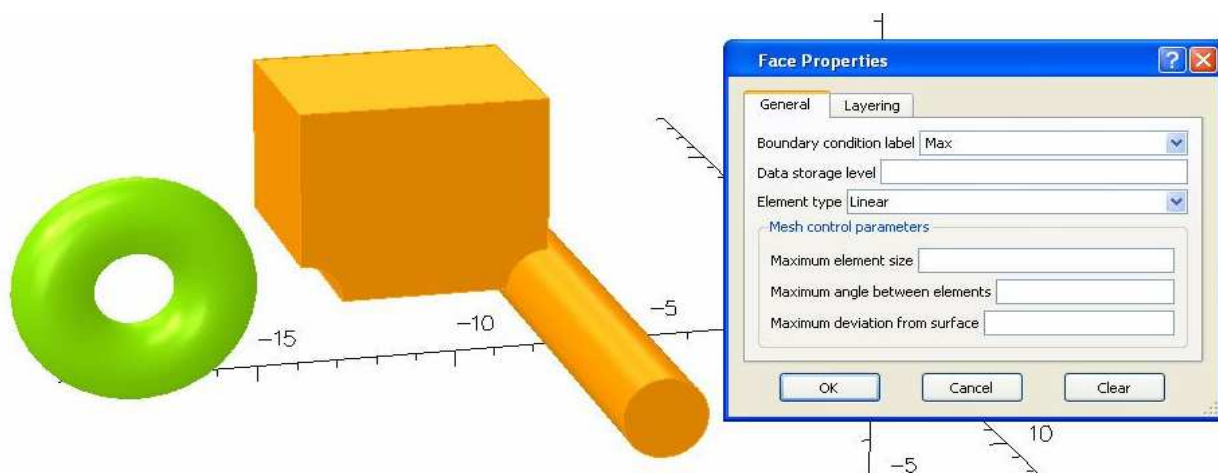 Face Properties
General Layering
Boundary condition label Max
Data storage level
Element type Linear
Mesh control parameters
Maximum element size
Maximum angle between elements
Maximum deviation from surface
OK Cancel Clear
-15 -10 -5
10
-5